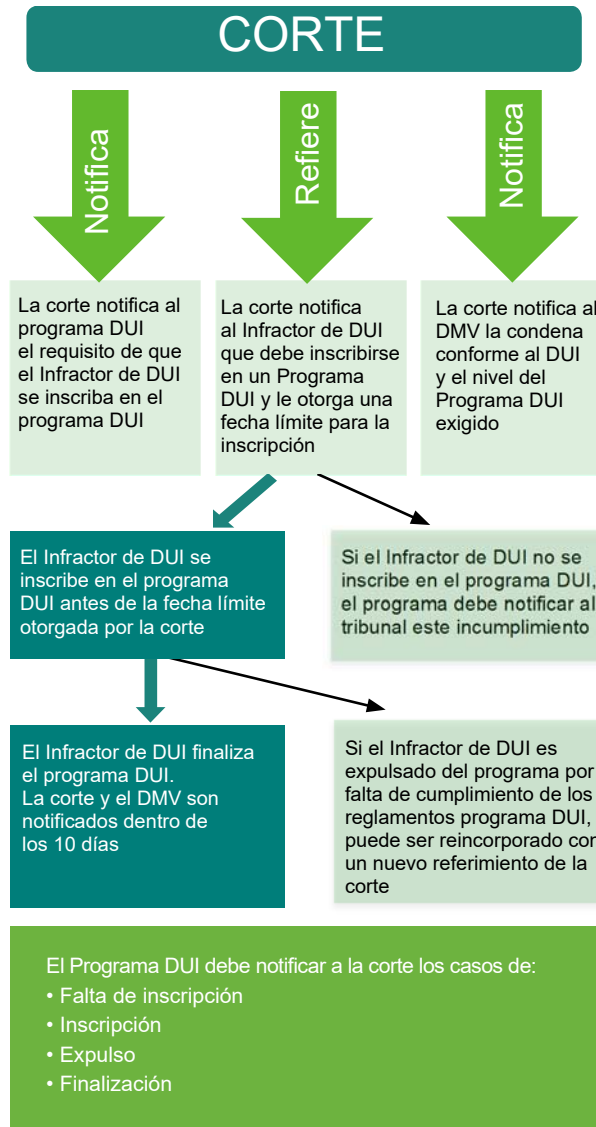 CORTE
Notifica
Refiere
Notifica
La corte notifica al
programa DUI
el requisito de que
el Infractor de DUI
se inscriba en el
programa DUI
La corte notifica
al Infractor de DUI
que debe inscribirse
en un Programa
DUI y le otorga una
fecha límite para la
inscripción
La corte notifica al
DMV la condena
conforme al DUI
y el nivel del
Programa DUI
exigido
El Infractor de DUI se
inscribe en el programa
DUI antes de la fecha límite
otorgada por la corte
Si el Infractor de DUI no se
inscribe en el programa DUI,
el programa debe notificar al
tribunal este incumplimiento
El Infractor de DUI finaliza
el programa DUI.
La corte y el DMV son
notificados dentro de
los 10 días
Si el Infractor de DUI es
expulsado del programa por
falta de cumplimiento de los
reglamentos programa DUI,
puede ser reincorporado con
un nuevo referimiento de la
corte
El Programa DUI debe notificar a la corte los casos de:
• Falta de inscripción
• Inscripción
• Expulso
• Finalización